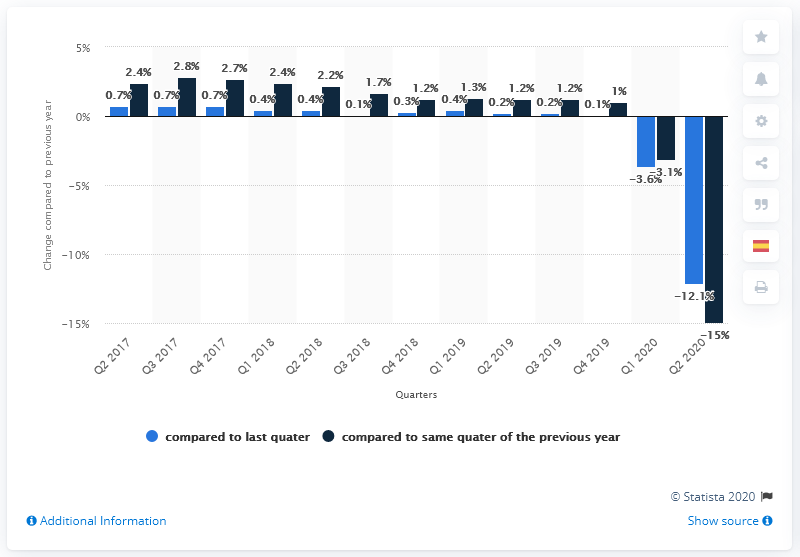 5%
0%
−5%
−10%
−15%
Change compared to previous year
0.7%
2.4%
0.7%
2.8%
0.7%
2.7%
0.4%
2.4%
0.4%
2.2%
0.1%
1.7%
0.3%
1.2%
0.4%
1.3%
0.2%
1.2%
0.2%
1.2%
0.1%
1%
−3.6%
−3.1%
−12.1%
−15%
Q2 2017
Q3 2017
Q4 2017
Q1 2018
Q2 2018
Q3 2018
Q4 2018
Q1 2019
Q2 2019
Q3 2019
Q4 2019
Q1 2020
Q2 2020
Quarters
compared to last quater
compared to same quater of the previous year
© Statista 2020
Additional Information
Show source